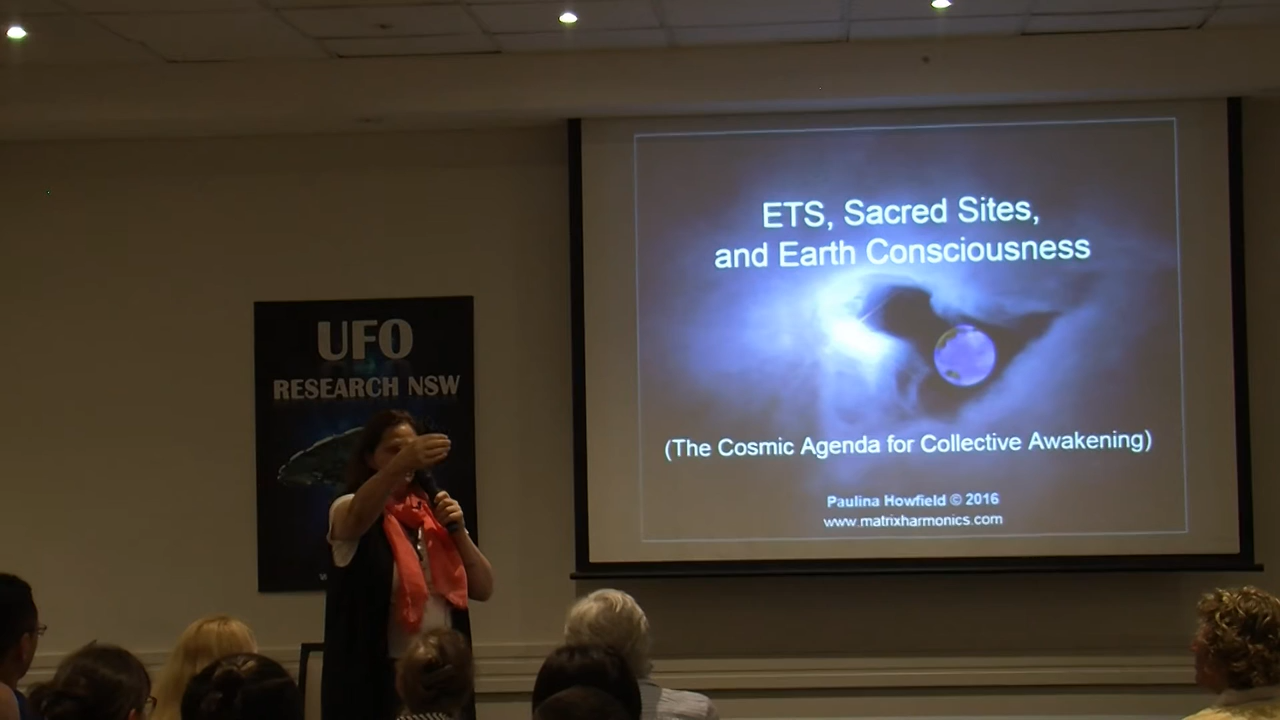 UFO
RESEARCH NSW
ETS, Sacred Sites,
and Earth Consciousness
(The Cosmic Agenda for Collective Awakening)
Paulina Howfield © 2016
www.matrixharmonics.com